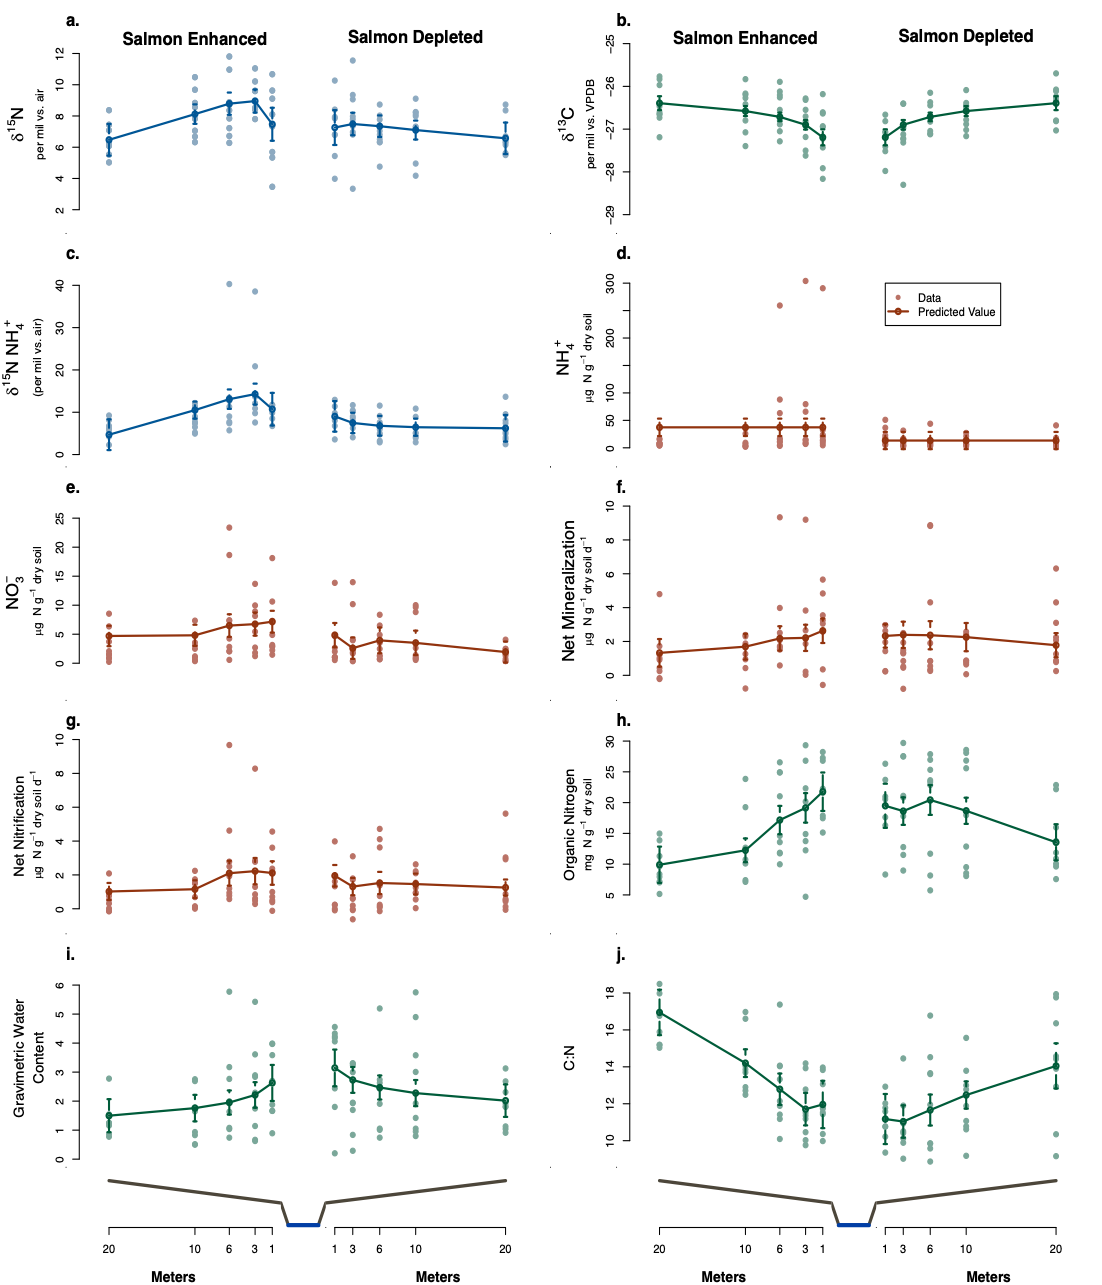 a.
Salmon Enhanced
Salmon Depleted
δ15N
per mil vs. air
2 4 6 8 10 12
b.
Salmon Enhanced
Salmon Depleted
δ13C
per mil vs. VPDB
−29 −28 −27 −26 −25
c.
δ15N NH4+
(per mil vs. air)
0 10 20 30 40
d.
NH4+
µg N g−1 dry soil
0 50 100 200 300
Data
Predicted Value
e.
NO3−
µg N g−1 dry soil
0 5 10 15 20 25
f.
Net Mineralization
µg N g−1 dry soil d−1
0 2 4 6 8 10
g.
Net Nitrification
µg N g−1 dry soil d−1
0 2 4 6 8 10
h.
Organic Nitrogen
mg N g−1 dry soil
5 10 15 20 25 30
i.
Gravimetric Water
Content
0 1 2 3 4 5 6
j.
C:N
10 12 14 16 18
20 10 6 3 1 1 3 6 10 20
Meters Meters
20 10 6 3 1 1 3 6 10 20
Meters Meters